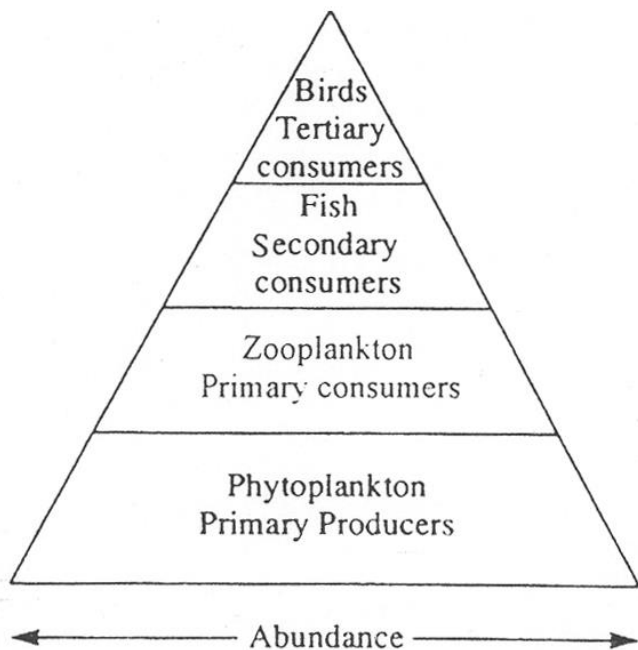 Birds
Tertiary
consumers
Fish
Secondary
consumers
Zooplankton
Primary consumers
Phytoplankton
Primary Producers
Abundance